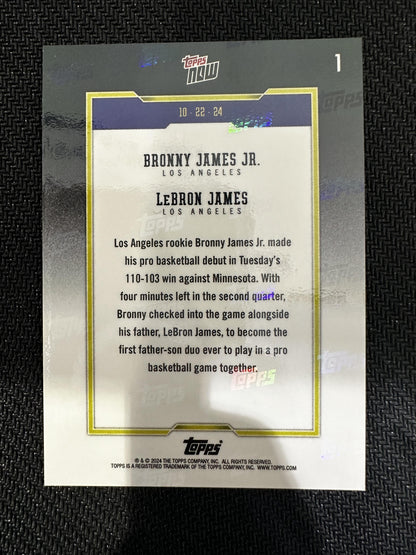 topps
now
1
10 · 22 · 24
BRONNY JAMES JR.
LOS ANGELES
LEBRON JAMES
LOS ANGELES
Los Angeles rookie Bronny James Jr. made
his pro basketball debut in Tuesday's
110-103 win against Minnesota. With
four minutes left in the second quarter,
Bronny checked into the game alongside
his father, LeBron James, to become the
first father-son duo ever to play in a pro
basketball game together.
topps
® & © 2024 THE TOPPS COMPANY, INC. ALL RIGHTS RESERVED.
TOPPS IS A REGISTERED TRADEMARK OF THE TOPPS COMPANY, INC. WWW.TOPPS.COM